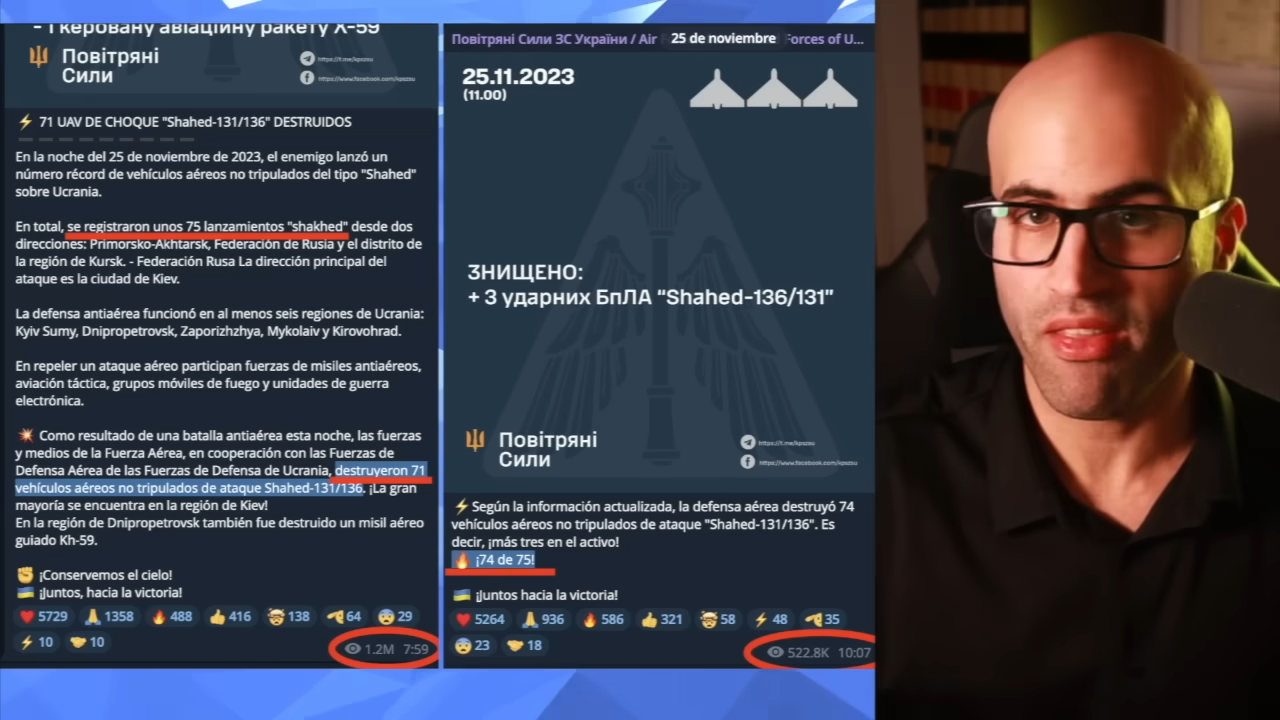 - 1 керовану авіаційну ракету Х-59
Повітряні
Сили
https://t.me/kpszsu
https://www.facebook.com/kpszsu
⚡ 71 UAV DE CHOQUE "Shahed-131/136" DESTRUIDOS
En la noche del 25 de noviembre de 2023, el enemigo lanzó un
número récord de vehículos aéreos no tripulados del tipo "Shahed"
sobre Ucrania.
En total, se registraron unos 75 lanzamientos "shakhed" desde dos
direcciones: Primorsko-Akhtarsk, Federación de Rusia y el distrito de
la región de Kursk. - Federación Rusa La dirección principal del
ataque es la ciudad de Kiev.
La defensa antiaérea funcionó en al menos seis regiones de Ucrania:
Kyiv Sumy, Dnipropetrovsk, Zaporizhzhya, Mykolaiv y Kirovohrad.
En repeler un ataque aéreo participan fuerzas de misiles antiaéreos,
aviación táctica, grupos móviles de fuego y unidades de guerra
electrónica.
💥 Como resultado de una batalla antiaérea esta noche, las fuerzas
y medios de la Fuerza Aérea, en cooperación con las Fuerzas de
Defensa Aérea de las Fuerzas de Defensa de Ucrania, destruyeron 71
vehículos aéreos no tripulados de ataque Shahed-131/136. ¡La gran
mayoría se encuentra en la región de Kiev!
En la región de Dnipropetrovsk también fue destruido un misil aéreo
guiado Kh-59.
✊ ¡Conservemos el cielo!
🇺🇦 ¡Juntos, hacia la victoria!
❤️ 5729 🙏 1358 🔥 488 👍 416 🤯 138 🫡 64 😨 29
⚡ 10 🤝 10
1.2M 7:59
Повітряні Сили ЗС України / Air 25 de noviembre Forces of U...
25.11.2023
(11.00)
ЗНИЩЕНО:
+ 3 ударних БпЛА “Shahed-136/131”
Повітряні
Сили
https://t.me/kpszsu
https://www.facebook.com/kpszsu
⚡Según la información actualizada, la defensa aérea destruyó 74
vehículos aéreos no tripulados de ataque "Shahed-131/136". Es
decir, ¡más tres en el activo!
🔥 ¡74 de 75!
🇺🇦 ¡Juntos hacia la victoria!
❤️ 5264 🙏 936 🔥 586 👍 321 🤯 58 ⚡ 48 🫡 35
😨 23 🤝 18
522.8K 10:07